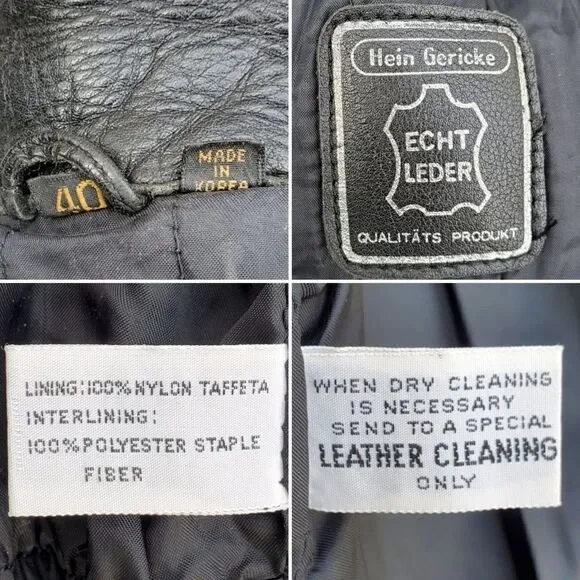 40
MADE
IN
KOREA
Hein Gericke
ECHT
LEDER
QUALITÄTS PRODUKT
LINING:100% NYLON TAFFETA
INTERLINING:
100% POLYESTER STAPLE
FIBER
WHEN DRY CLEANING
IS NECESSARY
SEND TO A SPECIAL
LEATHER CLEANING
ONLY